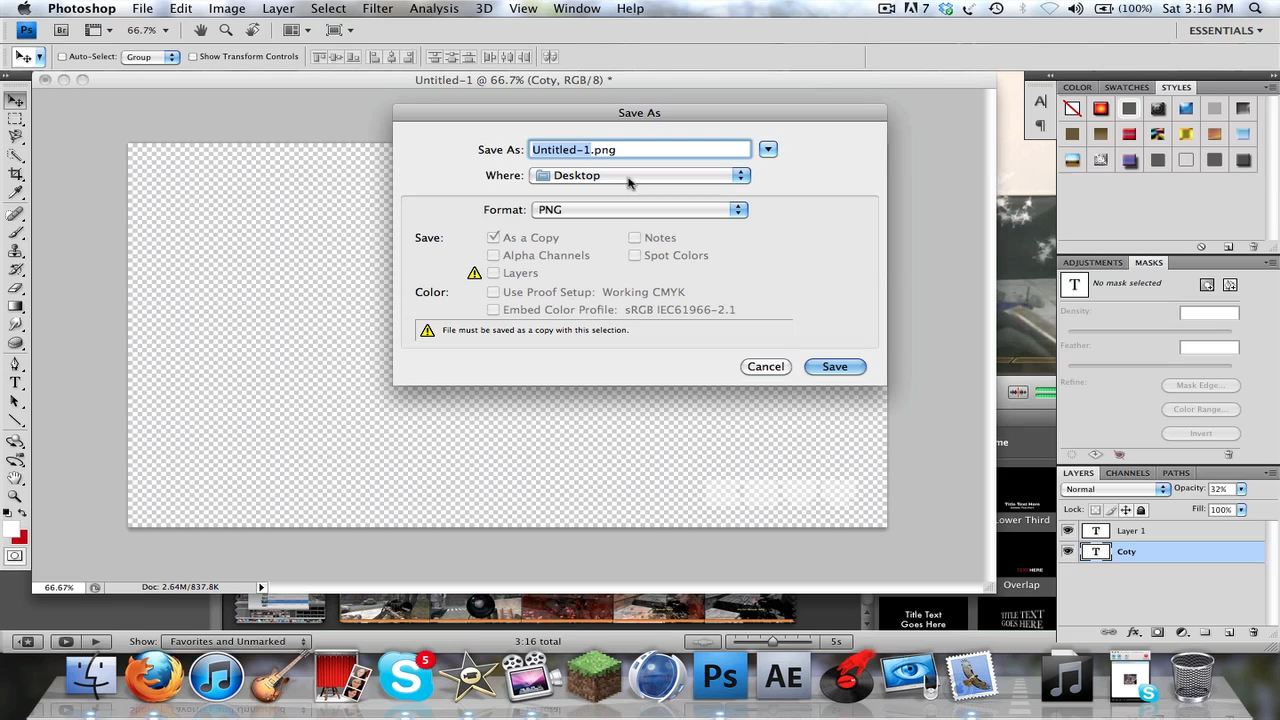 Photoshop File Edit Image Layer Select Filter Analysis 3D View Window Help 7 (100%) Sat 3:16 PM
Ps Br 66.7% ESSENTIALS
Auto-Select: Group Show Transform Controls
Untitled-1 @ 66.7% (Coty, RGB/8) *
COLOR SWATCHES STYLES
Save As
Save As: Untitled-1.png
Where: Desktop
Format: PNG
Save: As a Copy Notes
Alpha Channels Spot Colors
Layers
Color: Use Proof Setup: Working CMYK
Embed Color Profile: sRGB IEC61966-2.1
File must be saved as a copy with this selection.
Cancel Save
ADJUSTMENTS MASKS
T No mask selected
Density:
Feather:
Refine: Mask Edge...
Color Range...
Invert
me
LAYERS CHANNELS PATHS
Normal Opacity: 32%
Lock: Fill: 100%
T Layer 1
T Coty
Title Text Here
Lower Third
TEXT HERE
Overlap
66.67% Doc: 2.64M/837.8K
Title Text
Goes Here
TITLE TEXT
GOES HERE
Show: Favorites and Unmarked 3:16 total 5s
5
Ps AE